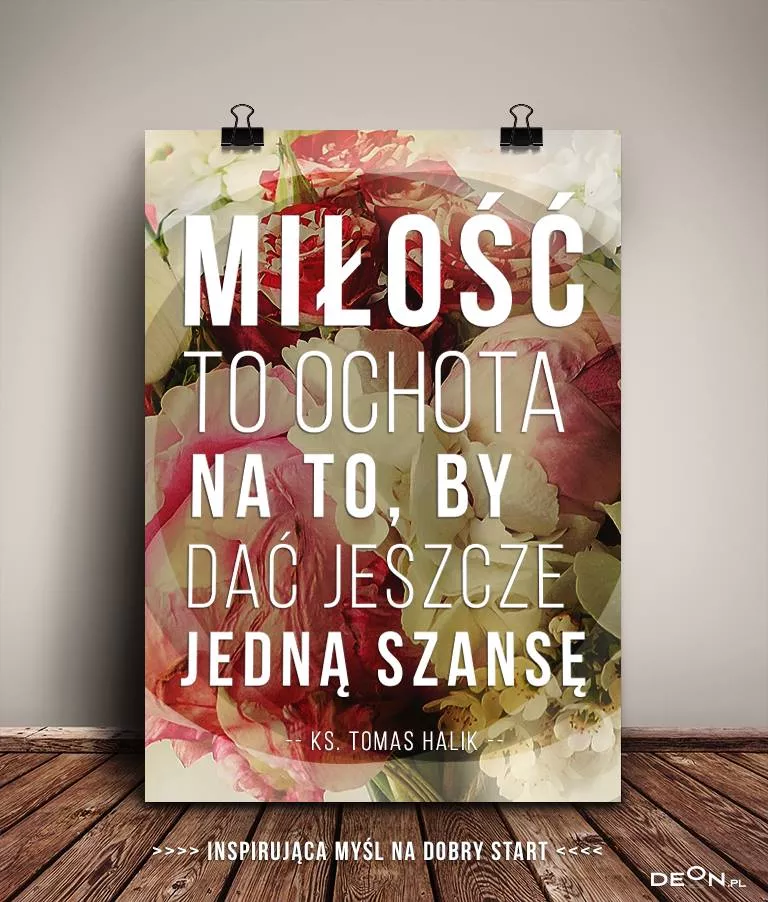 MIŁOŚĆ
TO OCHOTA
NA TO, BY
DAĆ JESZCZE
JEDNĄ SZANSĘ
-- KS. TOMAS HALIK --
>>>> INSPIRUJĄCA MYŚL NA DOBRY START <<<<
DEON.PL